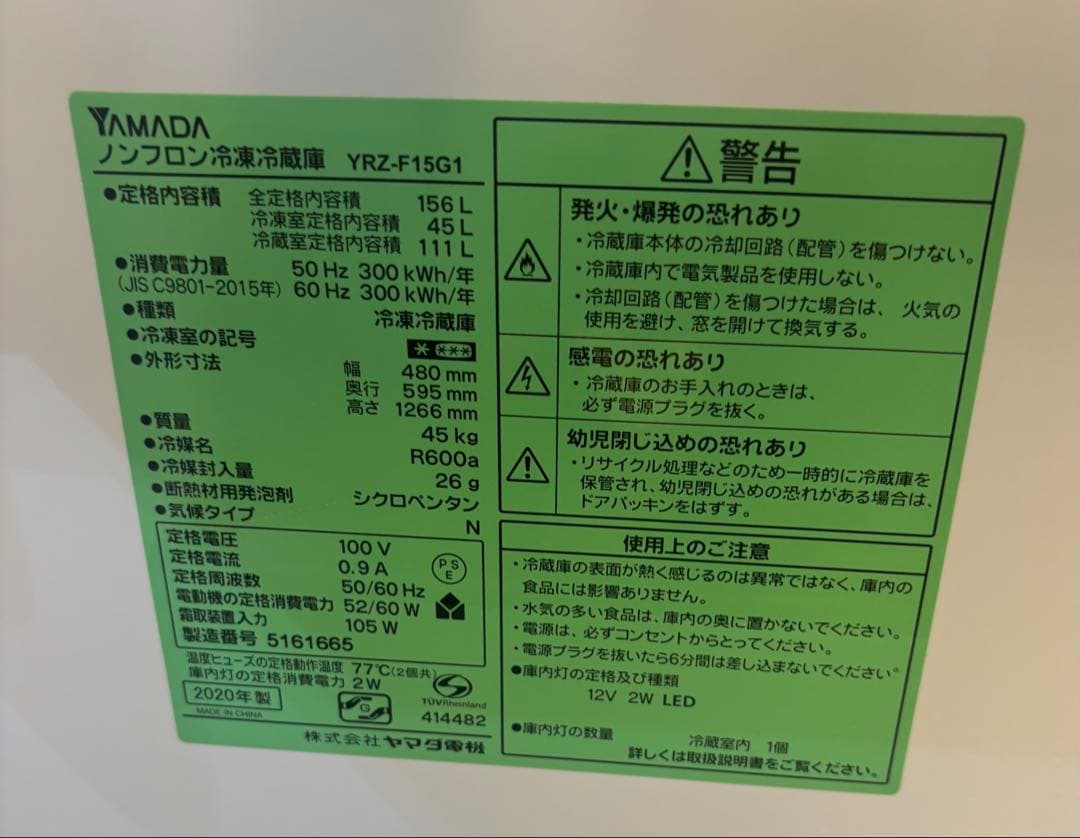 YAMADA
ノンフロン冷凍冷蔵庫 YRZ-F15G1
●定格内容積 全定格内容積 156 L
冷凍室定格内容積 45 L
冷蔵室定格内容積 111 L
●消費電力量 50 Hz 300 kWh/年
(JIS C9801-2015年) 60 Hz 300 kWh/年
●種類 冷凍冷蔵庫
●冷凍室の記号
●外形寸法 幅 480 mm
奥行 595 mm
高さ 1266 mm
●質量 45 kg
●冷媒名 R600a
●冷媒封入量 26 g
●断熱材用発泡剤 シクロペンタン
●気候タイプ N
定格電圧 100 V
定格電流 0.9 A
定格周波数 50/60 Hz
電動機の定格消費電力 52/60 W
霜取装置入力 105 W
製造番号 5161665
PS
E
温度ヒューズの定格動作温度 77℃(2個共)
庫内灯の定格消費電力 2W
2020年製
MADE IN CHINA
G
TÜVRheinland
414482
株式会社ヤマダ電機
警告
発火・爆発の恐れあり
・冷蔵庫本体の冷却回路(配管)を傷つけない。
・冷蔵庫内で電気製品を使用しない。
・冷却回路(配管)を傷つけた場合は、火気の
使用を避け、窓を開けて換気する。
感電の恐れあり
・冷蔵庫のお手入れのときは、
必ず電源プラグを抜く。
幼児閉じ込めの恐れあり
・リサイクル処理などのため一時的に冷蔵庫を
保管され、幼児閉じ込めの恐れがある場合は、
ドアパッキンをはずす。
使用上のご注意
・冷蔵庫の表面が熱く感じるのは異常ではなく、庫内の
食品には影響ありません。
・水気の多い食品は、庫内の奥に置かないでください。
・電源は、必ずコンセントからとってください。
・電源プラグを抜いたら6分間は差し込まないでください。
●庫内灯の定格及び種類
12V 2W LED
●庫内灯の数量
冷蔵室内 1個
詳しくは取扱説明書をご覧ください。